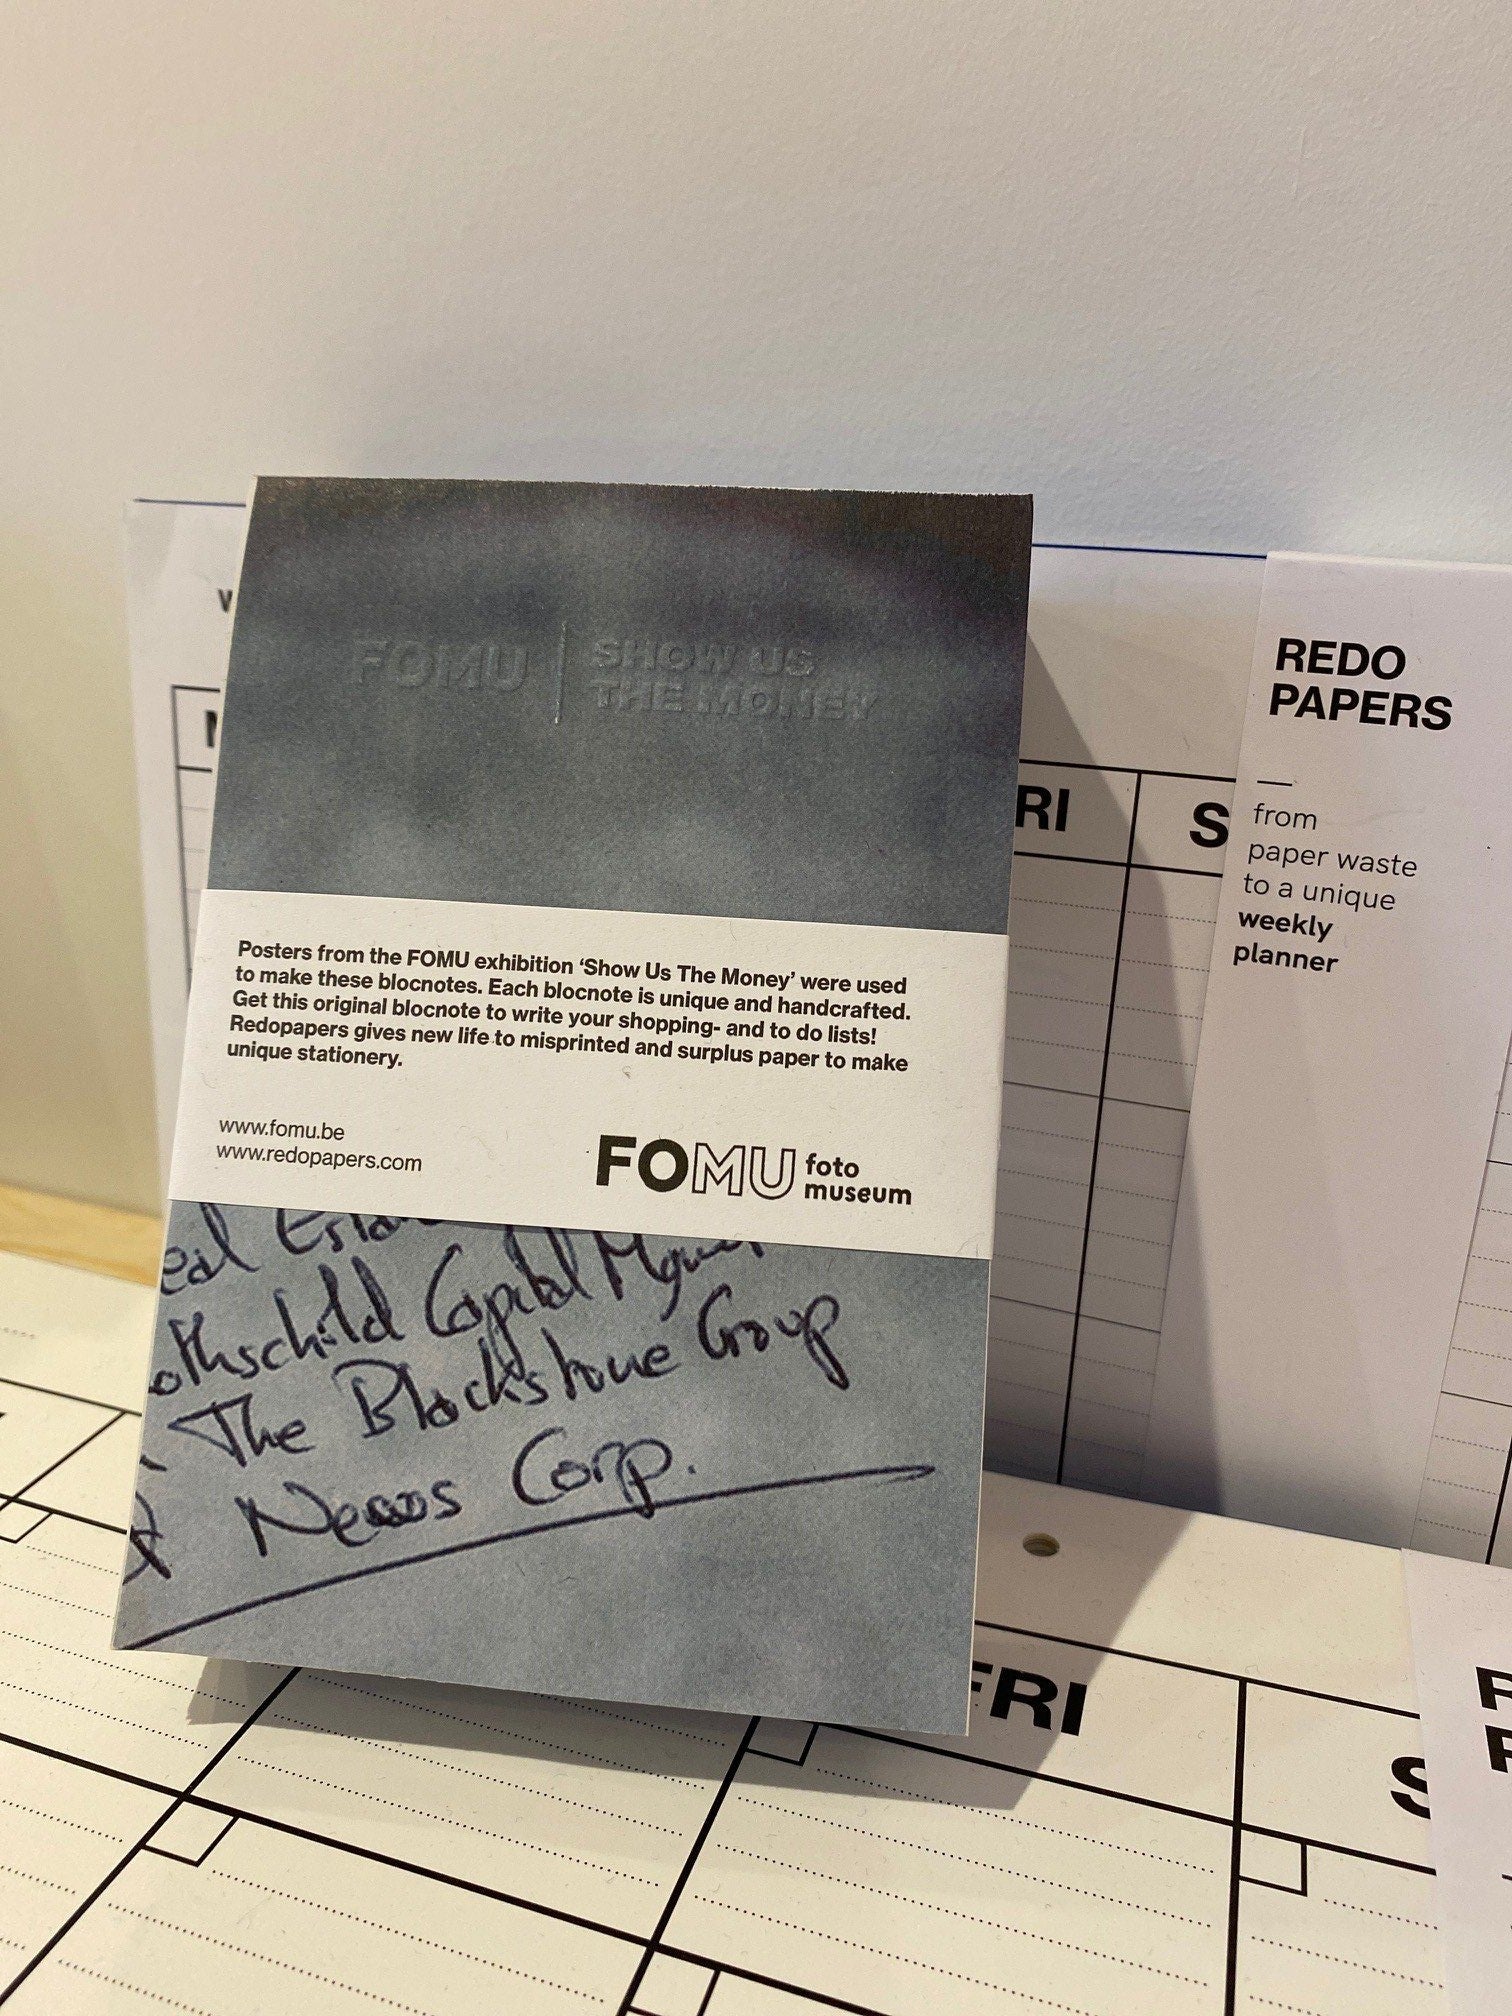 FOMU | SHOW US
THE MONEY
Posters from the FOMU exhibition ‘Show Us The Money’ were used
to make these blocnotes. Each blocnote is unique and handcrafted.
Get this original blocnote to write your shopping- and to do lists!
Redopapers gives new life to misprinted and surplus paper to make
unique stationery.
www.fomu.be
www.redopapers.com
FOMU foto
museum
Capital
The Blackstone Group
News Corp.
REDO
PAPERS
—
from
paper waste
to a unique
weekly
planner
RI
S
FRI
S